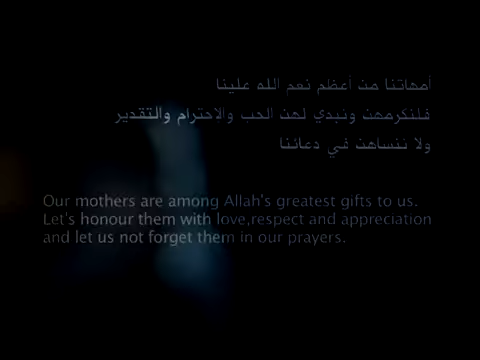 أمهاتنا من أعظم نعم الله علينا
فلنكرمهن ونبدي لهن الحب والاحترام والتقدير
ولا ننساهن في دعائنا
Our mothers are among Allah's greatest gifts to us.
Let's honour them with love,respect and appreciation
and let us not forget them in our prayers.